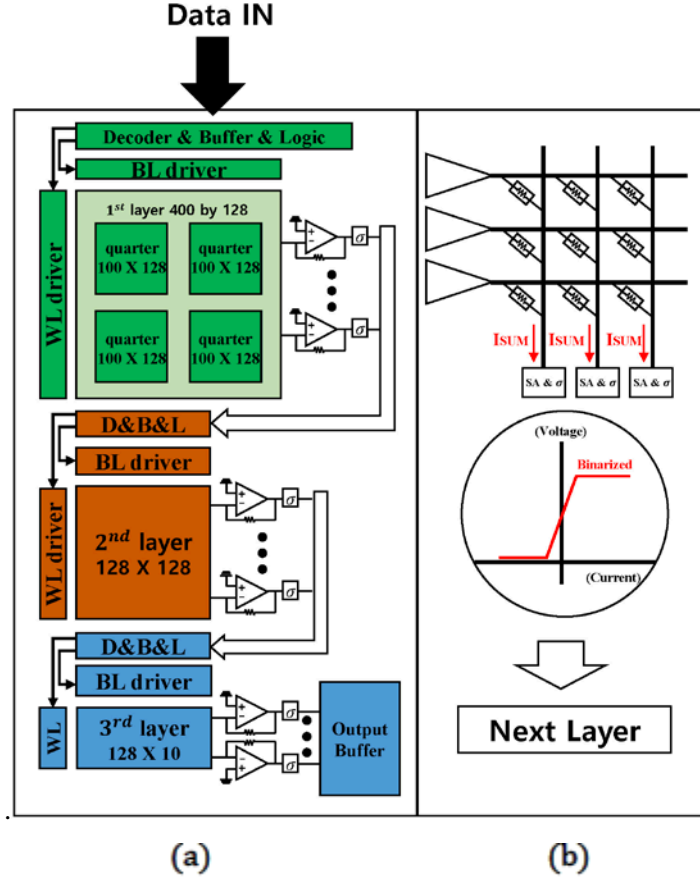 Data IN
Decoder & Buffer & Logic
BL driver
WL driver
1st layer 400 by 128
quarter
100 X 128
quarter
100 X 128
quarter
100 X 128
quarter
100 X 128
+
−
σ
+
−
σ
D&B&L
BL driver
WL driver
2nd layer
128 X 128
+
−
σ
+
−
σ
D&B&L
BL driver
WL
3rd layer
128 X 10
+
−
σ
−
+
σ
Output
Buffer
(a)
ISUM
ISUM
ISUM
SA & σ
SA & σ
SA & σ
(Voltage)
Binarized
(Current)
Next Layer
(b)